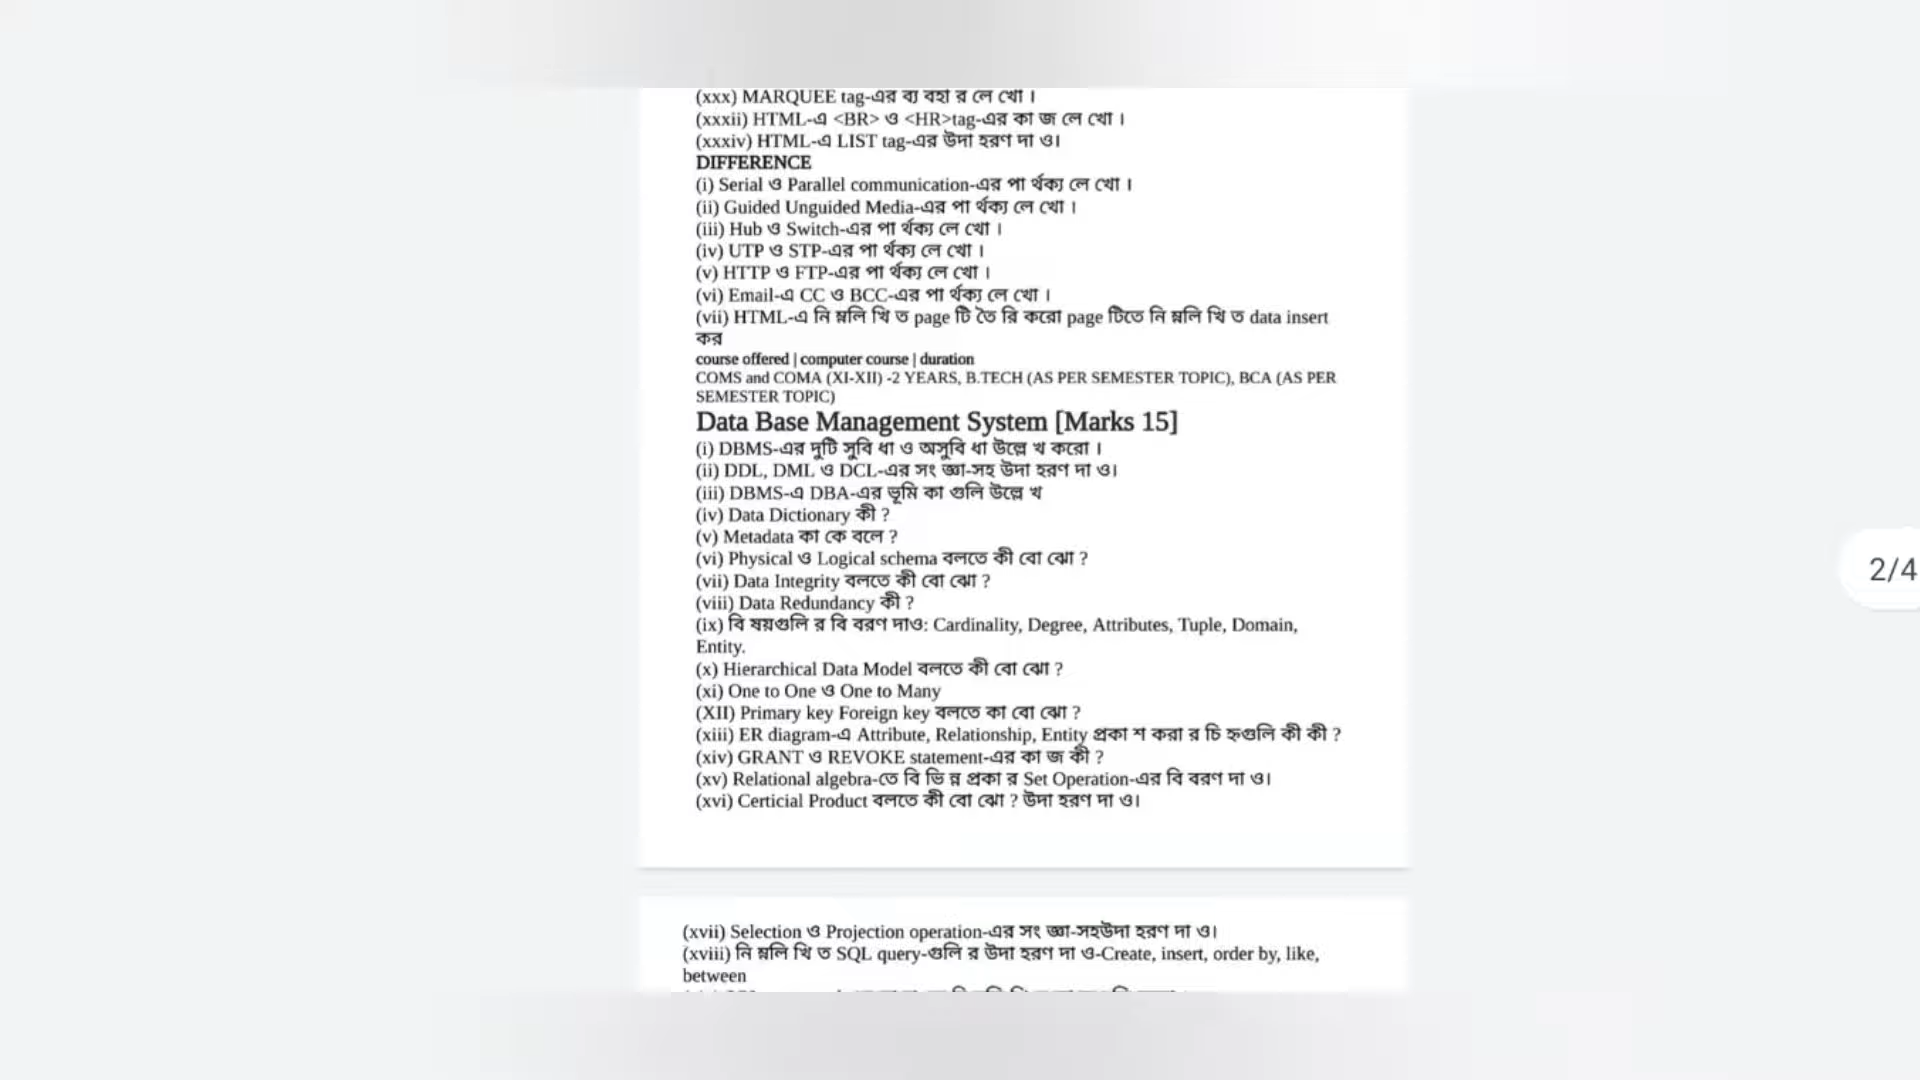 (xxx) MARQUEE tag-এর ব্য বহা র লে খো ।
(xxxii) HTML-এ <BR> ও <HR>tag-এর কা জ লে খো ।
(xxxiv) HTML-এ LIST tag-এর উদা হরণ দা ও।
DIFFERENCE
(i) Serial ও Parallel communication-এর পা র্থক্য লে খো ।
(ii) Guided Unguided Media-এর পা র্থক্য লে খো ।
(iii) Hub ও Switch-এর পা র্থক্য লে খো ।
(iv) UTP ও STP-এর পা র্থক্য লে খো ।
(v) HTTP ও FTP-এর পা র্থক্য লে খো ।
(vi) Email-এ CC ও BCC-এর পা র্থক্য লে খো ।
(vii) HTML-এ নি ম্নলি খি ত page টি তৈ রি করো page টিতে নি ম্নলি খি ত data insert
কর
course offered | computer course | duration
COMS and COMA (XI-XII) -2 YEARS, B.TECH (AS PER SEMESTER TOPIC), BCA (AS PER
SEMESTER TOPIC)
Data Base Management System [Marks 15]
(i) DBMS-এর দুটি সুবি ধা ও অসুবি ধা উল্লে খ করো ।
(ii) DDL, DML ও DCL-এর সং জ্ঞা-সহ উদা হরণ দা ও।
(iii) DBMS-এ DBA-এর ভূমি কা গুলি উল্লে খ
(iv) Data Dictionary কী ?
(v) Metadata কা কে বলে ?
(vi) Physical ও Logical schema বলতে কী বো ঝো ?
(vii) Data Integrity বলতে কী বো ঝো ?
(viii) Data Redundancy কী ?
(ix) বি ষয়গুলি র বি বরণ দাও: Cardinality, Degree, Attributes, Tuple, Domain,
Entity.
(x) Hierarchical Data Model বলতে কী বো ঝো ?
(xi) One to One ও One to Many
(XII) Primary key Foreign key বলতে কা বো ঝো ?
(xiii) ER diagram-এ Attribute, Relationship, Entity প্রকা শ করা র চি হ্নগুলি কী কী ?
(xiv) GRANT ও REVOKE statement-এর কা জ কী ?
(xv) Relational algebra-তে বি ভি ন্ন প্রকা র Set Operation-এর বি বরণ দা ও।
(xvi) Certicial Product বলতে কী বো ঝো ? উদা হরণ দা ও।
(xvii) Selection ও Projection operation-এর সং জ্ঞা-সহউদা হরণ দা ও।
(xviii) নি ম্নলি খি ত SQL query-গুলি র উদা হরণ দা ও-Create, insert, order by, like,
between
2/4